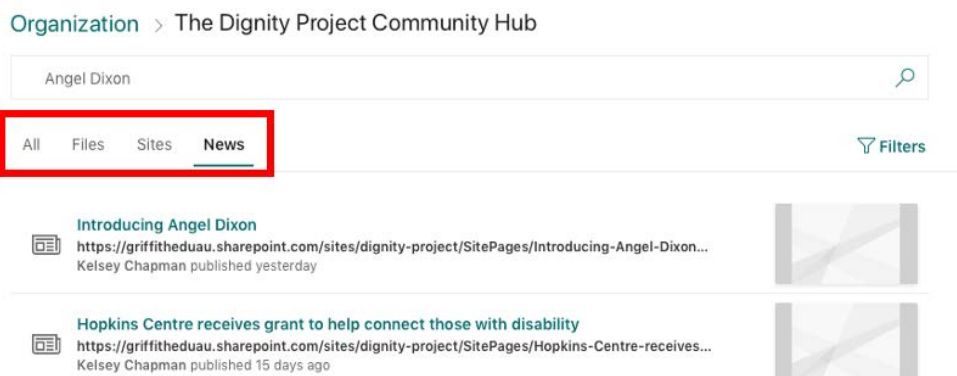 Organization > The Dignity Project Community Hub
Angel Dixon
All Files Sites News Filters
Introducing Angel Dixon
https://griffitheduau.sharepoint.com/sites/dignity-project/SitePages/Introducing-Angel-Dixon...
Kelsey Chapman published yesterday
Hopkins Centre receives grant to help connect those with disability
https://griffitheduau.sharepoint.com/sites/dignity-project/SitePages/Hopkins-Centre-receives...
Kelsey Chapman published 15 days ago